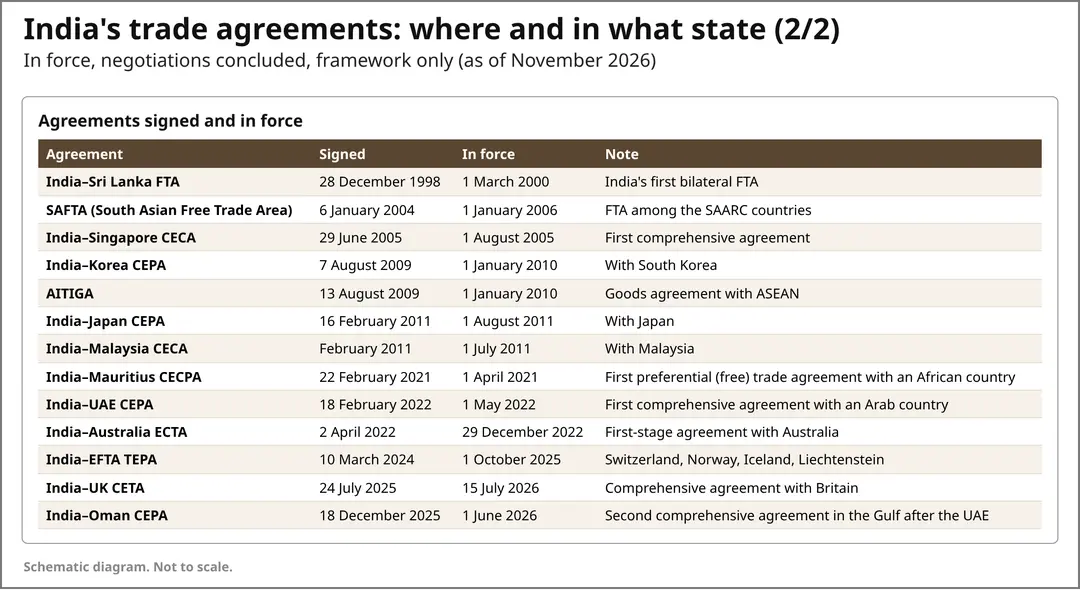 India's trade agreements: where and in what state (2/2)
In force, negotiations concluded, framework only (as of November 2026)
Agreements signed and in force
Agreement Signed In force Note
India–Sri Lanka FTA 28 December 1998 1 March 2000 India's first bilateral FTA
SAFTA (South Asian Free Trade Area) 6 January 2004 1 January 2006 FTA among the SAARC countries
India–Singapore CECA 29 June 2005 1 August 2005 First comprehensive agreement
India–Korea CEPA 7 August 2009 1 January 2010 With South Korea
AITIGA 13 August 2009 1 January 2010 Goods agreement with ASEAN
India–Japan CEPA 16 February 2011 1 August 2011 With Japan
India–Malaysia CECA February 2011 1 July 2011 With Malaysia
India–Mauritius CECPA 22 February 2021 1 April 2021 First preferential (free) trade agreement with an African country
India–UAE CEPA 18 February 2022 1 May 2022 First comprehensive agreement with an Arab country
India–Australia ECTA 2 April 2022 29 December 2022 First-stage agreement with Australia
India–EFTA TEPA 10 March 2024 1 October 2025 Switzerland, Norway, Iceland, Liechtenstein
India–UK CETA 24 July 2025 15 July 2026 Comprehensive agreement with Britain
India–Oman CEPA 18 December 2025 1 June 2026 Second comprehensive agreement in the Gulf after the UAE
Schematic diagram. Not to scale.